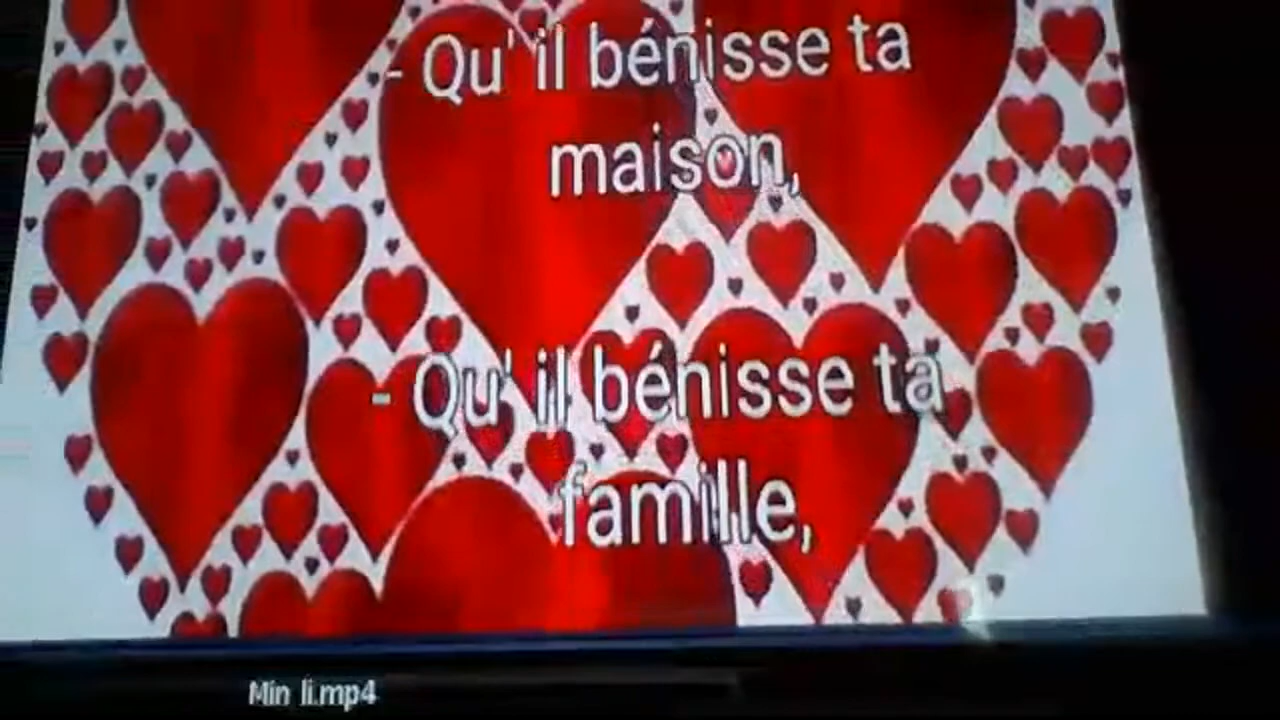 - Qu'il bénisse ta
maison,
- Qu'il bénisse ta
famille,
Min li.mp4